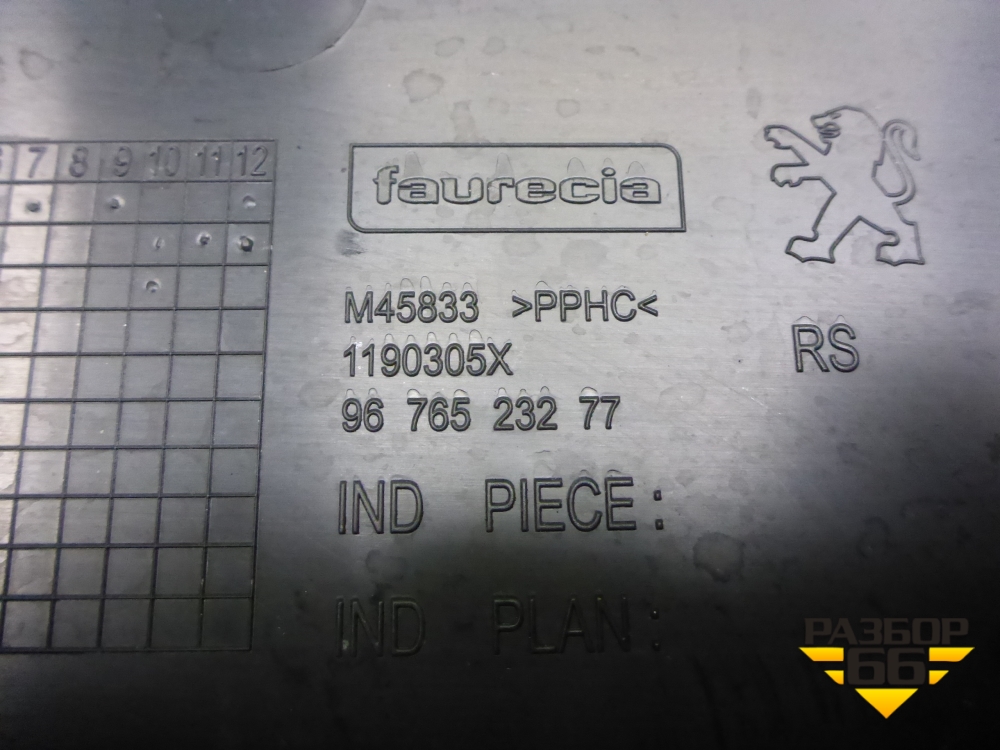 7 8 9 10 11 12
faurecia
M45833 >PPHC<
1190305X
RS
96 765 232 77
IND PIECE :
IND PLAN :
РАЗБОР
66